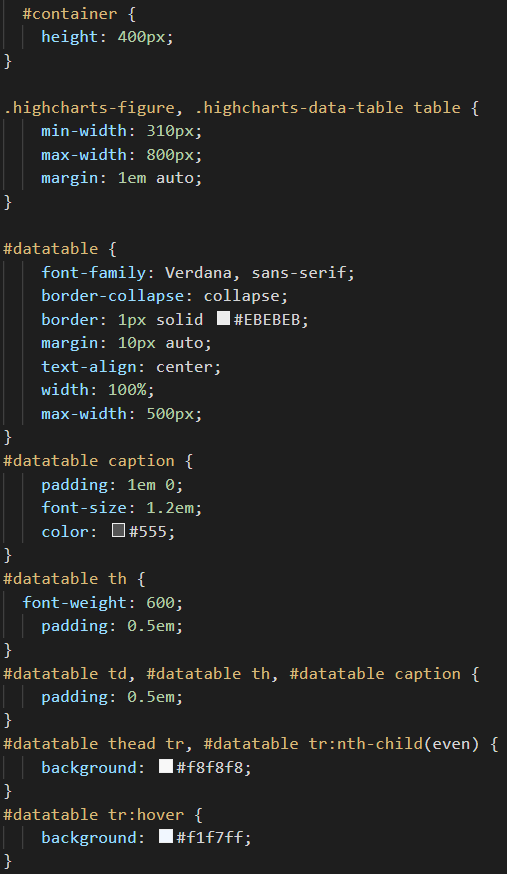 #container {
height: 400px;
}
.highcharts-figure, .highcharts-data-table table {
min-width: 310px;
max-width: 800px;
margin: 1em auto;
}
#datatable {
font-family: Verdana, sans-serif;
border-collapse: collapse;
border: 1px solid #EBEBEB;
margin: 10px auto;
text-align: center;
width: 100%;
max-width: 500px;
}
#datatable caption {
padding: 1em 0;
font-size: 1.2em;
color: #555;
}
#datatable th {
font-weight: 600;
padding: 0.5em;
}
#datatable td, #datatable th, #datatable caption {
padding: 0.5em;
}
#datatable thead tr, #datatable tr:nth-child(even) {
background: #f8f8f8;
}
#datatable tr:hover {
background: #f1f7ff;
}